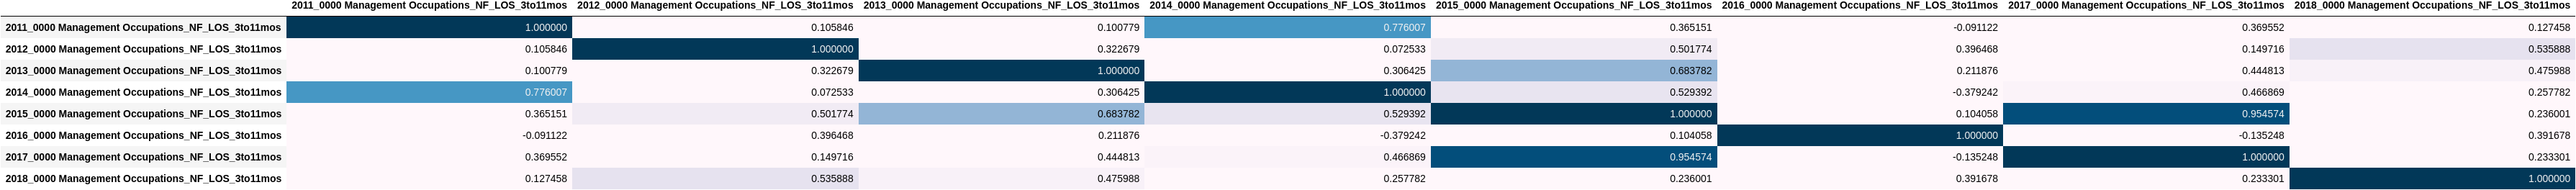 2011_0000 Management Occupations_NF_LOS_3to11mos 2012_0000 Management Occupations_NF_LOS_3to11mos 2013_0000 Management Occupations_NF_LOS_3to11mos 2014_0000 Management Occupations_NF_LOS_3to11mos 2015_0000 Management Occupations_NF_LOS_3to11mos 2016_0000 Management Occupations_NF_LOS_3to11mos 2017_0000 Management Occupations_NF_LOS_3to11mos 2018_0000 Management Occupations_NF_LOS_3to11mos
2011_0000 Management Occupations_NF_LOS_3to11mos 1.000000 0.105846 0.100779 0.776007 0.365151 -0.091122 0.369552 0.127458
2012_0000 Management Occupations_NF_LOS_3to11mos 0.105846 1.000000 0.322679 0.072533 0.501774 0.396468 0.149716 0.535888
2013_0000 Management Occupations_NF_LOS_3to11mos 0.100779 0.322679 1.000000 0.306425 0.683782 0.211876 0.444813 0.475988
2014_0000 Management Occupations_NF_LOS_3to11mos 0.776007 0.072533 0.306425 1.000000 0.529392 -0.379242 0.466869 0.257782
2015_0000 Management Occupations_NF_LOS_3to11mos 0.365151 0.501774 0.683782 0.529392 1.000000 0.104058 0.954574 0.236001
2016_0000 Management Occupations_NF_LOS_3to11mos -0.091122 0.396468 0.211876 -0.379242 0.104058 1.000000 -0.135248 0.391678
2017_0000 Management Occupations_NF_LOS_3to11mos 0.369552 0.149716 0.444813 0.466869 0.954574 -0.135248 1.000000 0.233301
2018_0000 Management Occupations_NF_LOS_3to11mos 0.127458 0.535888 0.475988 0.257782 0.236001 0.391678 0.233301 1.000000